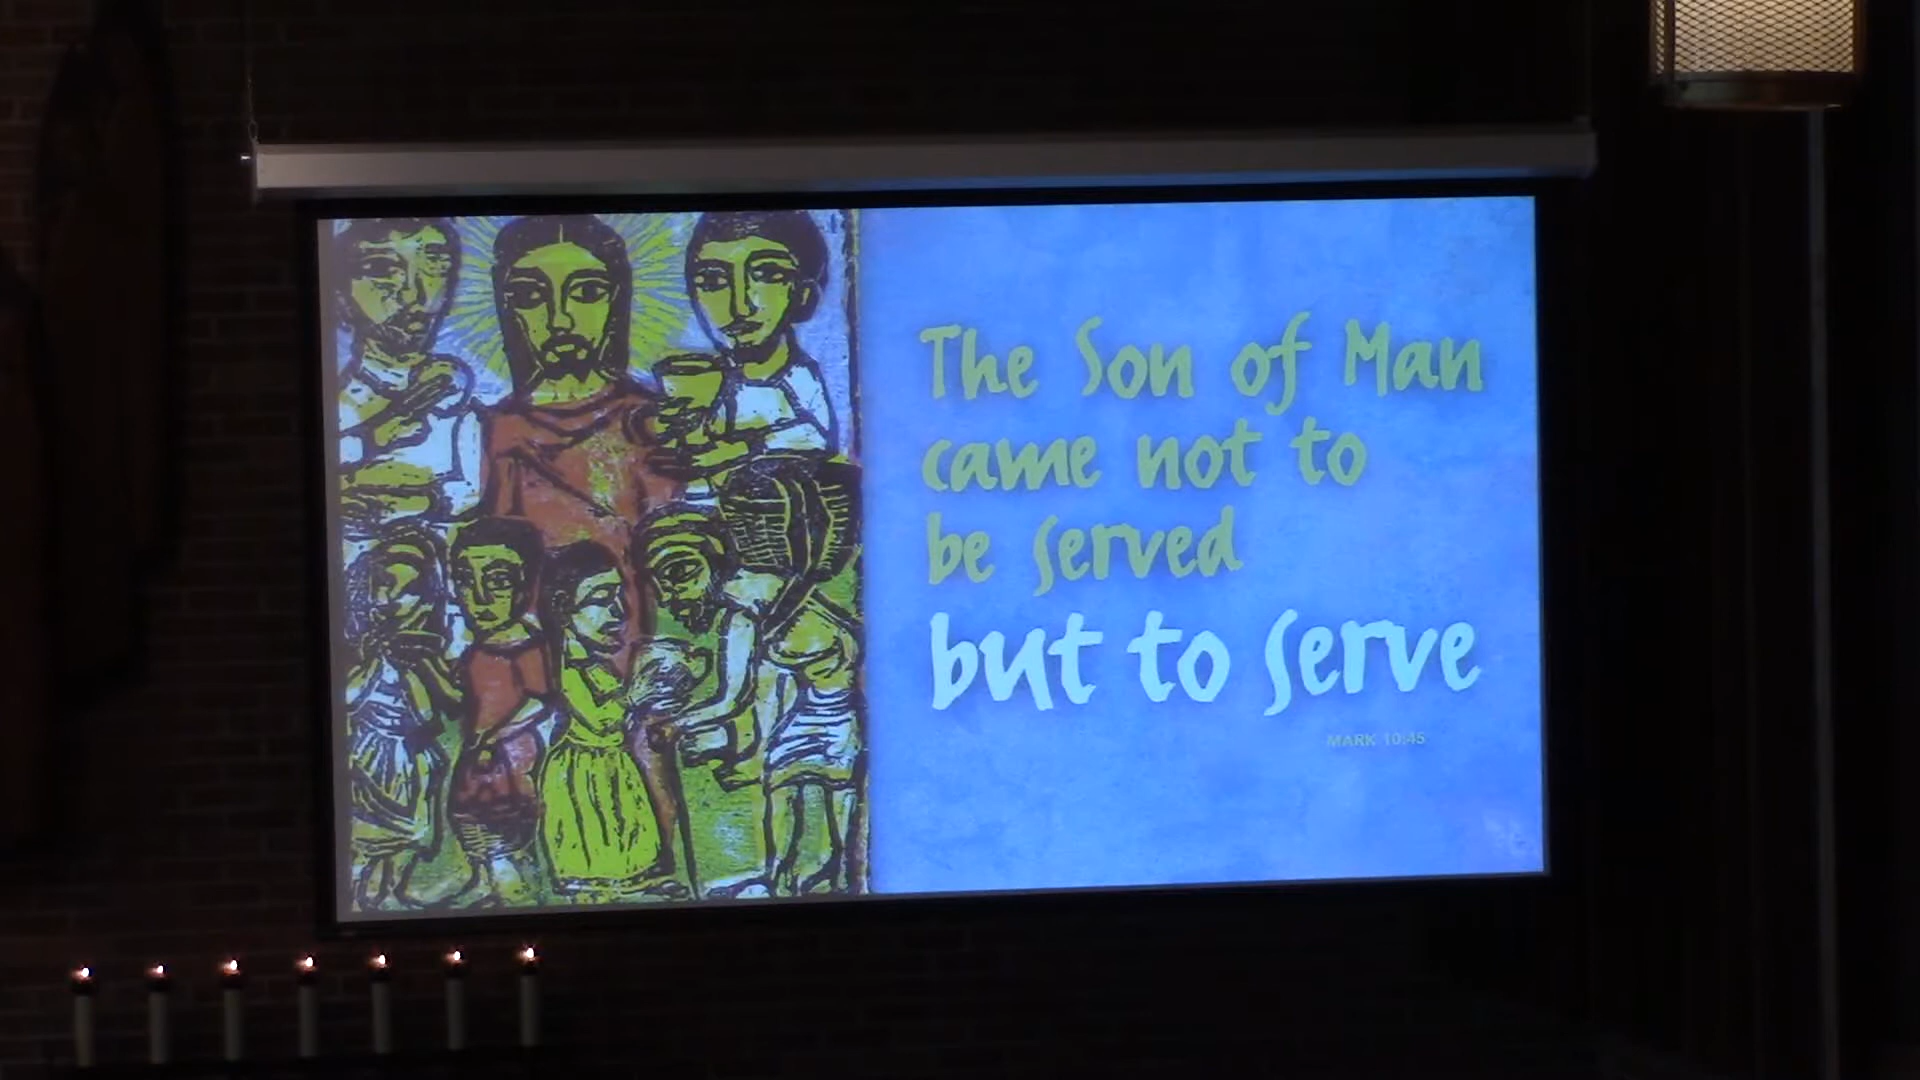 The Son of Man
came not to
be served
but to serve
MARK 10:45